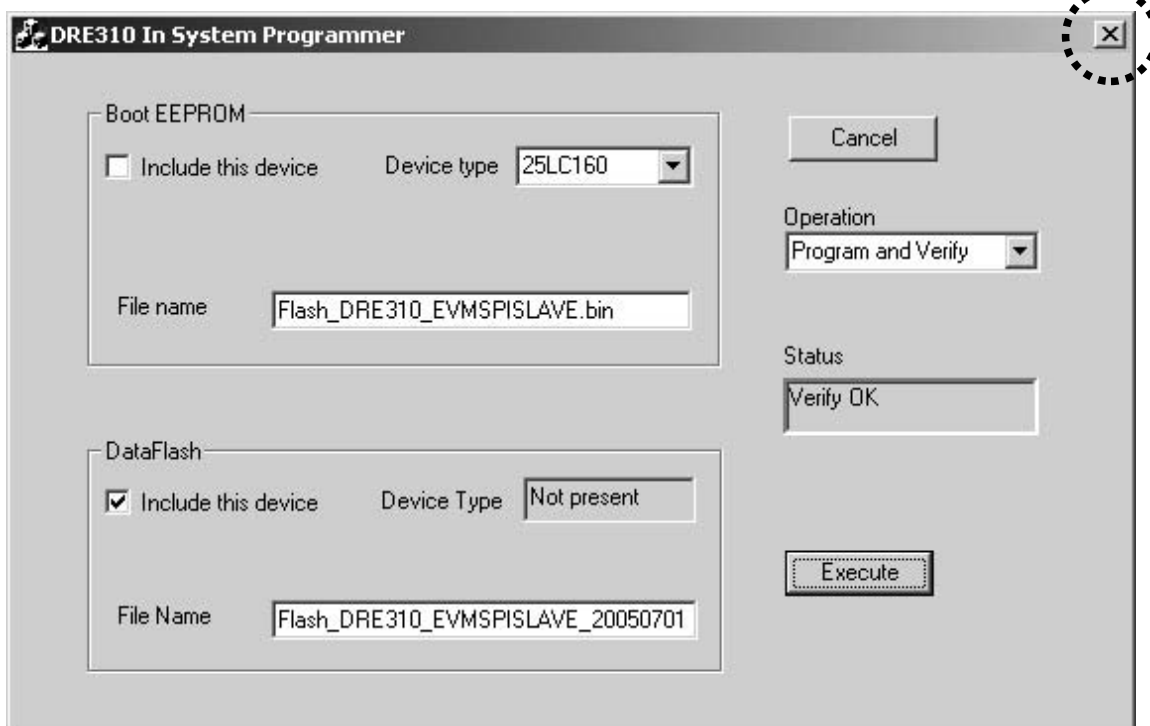 DRE310 In System Programmer
Boot EEPROM
Include this device Device type 25LC160
File name Flash_DRE310_EVMSPISLAVE.bin
Cancel
Operation
Program and Verify
Status
Verify OK
DataFlash
Include this device Device Type Not present
File Name Flash_DRE310_EVMSPISLAVE_20050701
Execute